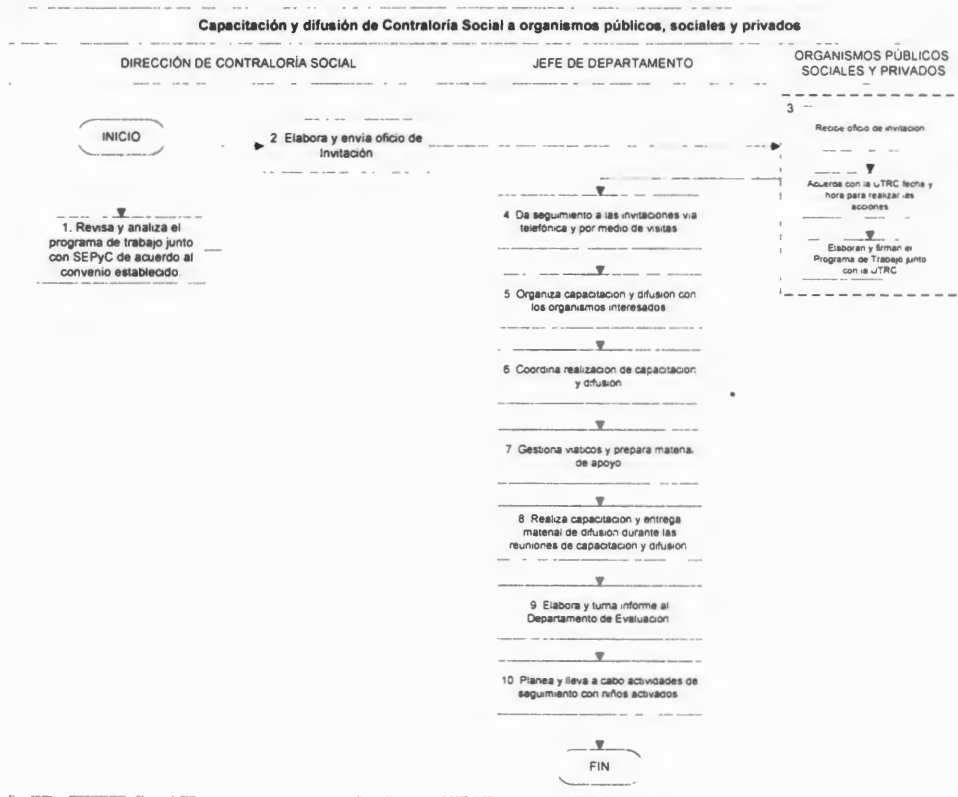 Capacitación y difusión de Contraloría Social a organismos públicos, sociales y privados
DIRECCIÓN DE CONTRALORÍA SOCIAL
JEFE DE DEPARTAMENTO
ORGANISMOS PÚBLICOS
SOCIALES Y PRIVADOS
INICIO
1. Revisa y analiza el
programa de trabajo junto
con SEPyC de acuerdo al
convenio establecido.
2 Elabora y envía oficio de
Invitación
3
Recibe oficio de invitación
Acuerda con la UTRC fecha y
hora para realizar las
acciones
Elaboran y firman el
Programa de Trabajo junto
con la UTRC
4 Da seguimiento a las invitaciones vía
telefónica y por medio de visitas
5 Organiza capacitación y difusión con
los organismos interesados
6 Coordina realización de capacitación
y difusión
7 Gestiona viáticos y prepara material
de apoyo
8 Realiza capacitación y entrega
material de difusión durante las
reuniones de capacitación y difusión
9 Elabora y turna informe al
Departamento de Evaluación
10 Planea y lleva a cabo actividades de
seguimiento con niños activados
FIN